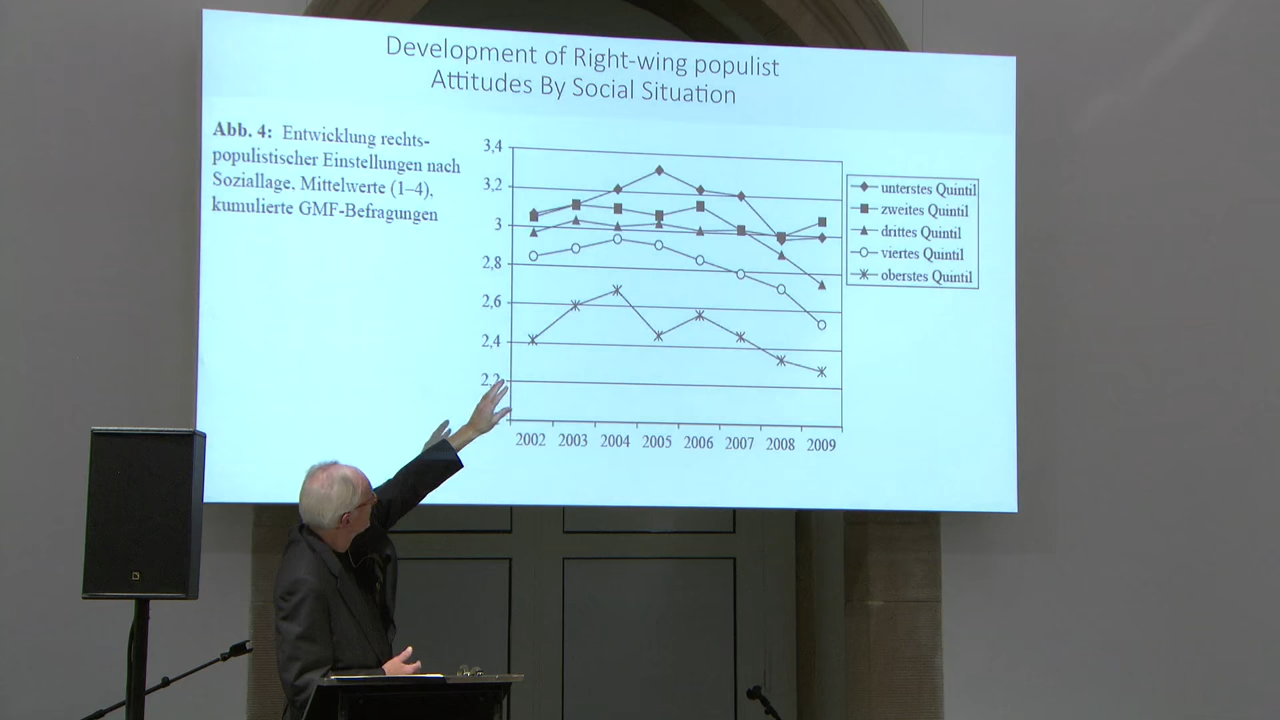 Development of Right-wing populist
Attitudes By Social Situation
Abb. 4: Entwicklung rechts-
populistischer Einstellungen nach
Soziallage. Mittelwerte (1–4),
kumulierte GMF-Befragungen
3,4
3,2
3
2,8
2,6
2,4
2,2
2002 2003 2004 2005 2006 2007 2008 2009
unterstes Quintil
zweites Quintil
drittes Quintil
viertes Quintil
oberstes Quintil